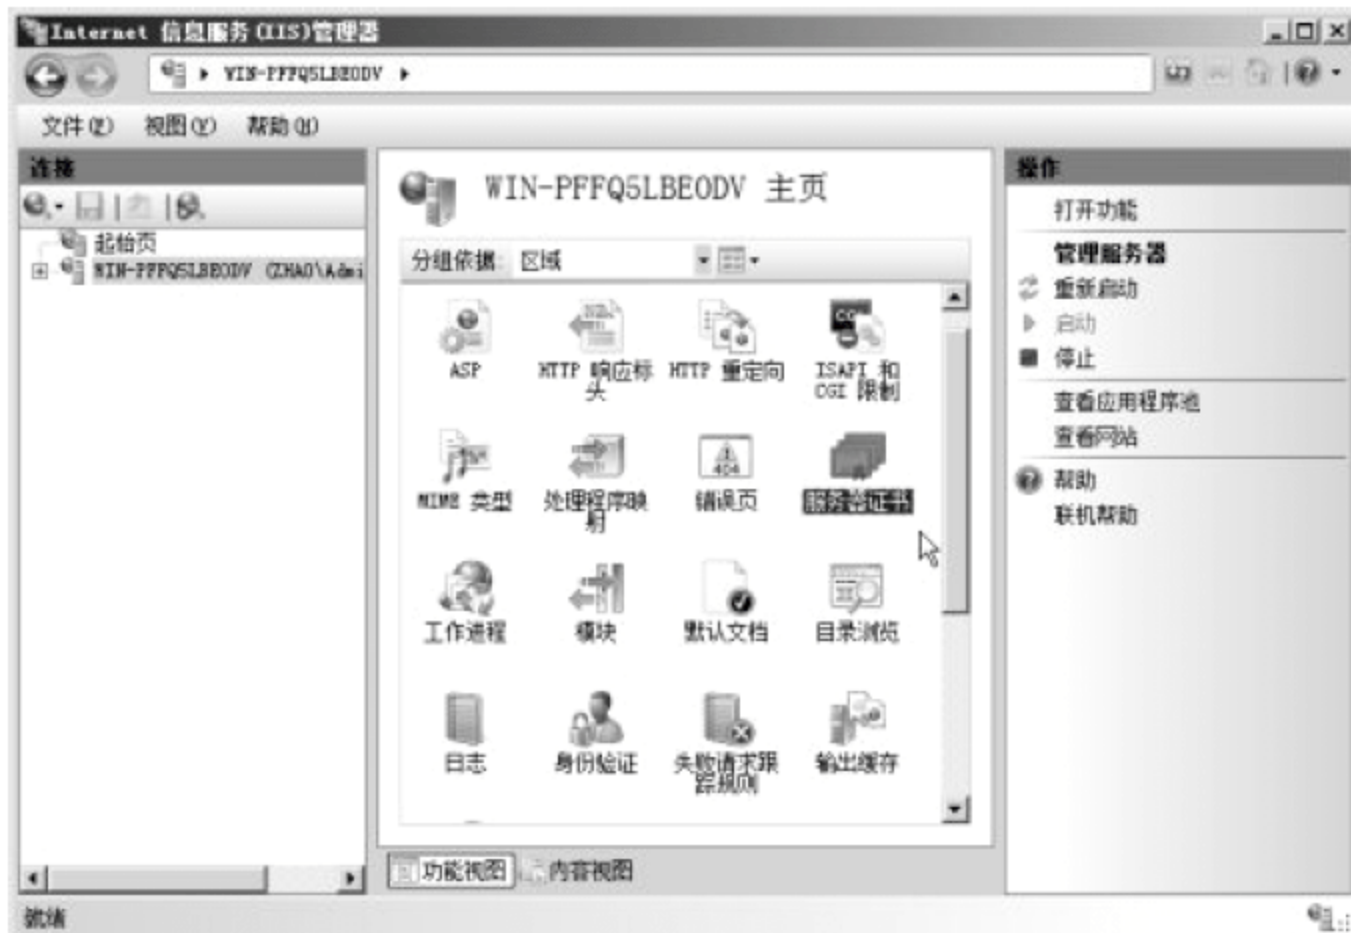 Internet 信息服务(IIS)管理器
WIN-PFFQ5LBEODV
文件(F) 视图(V) 帮助(H)
连接
起始页
WIN-PFFQ5LBEODV (ZHAO\Admi
WIN-PFFQ5LBEODV 主页
分组依据: 区域
ASP
HTTP 响应标头
HTTP 重定向
ISAPI 和
CGI 限制
MIME 类型
处理程序映
射
错误页
404
服务器证书
工作进程
模块
默认文档
目录浏览
日志
身份验证
失败请求跟
踪规则
输出缓存
功能视图
内容视图
操作
打开功能
管理服务器
重新启动
启动
停止
查看应用程序池
查看网站
帮助
联机帮助
就绪